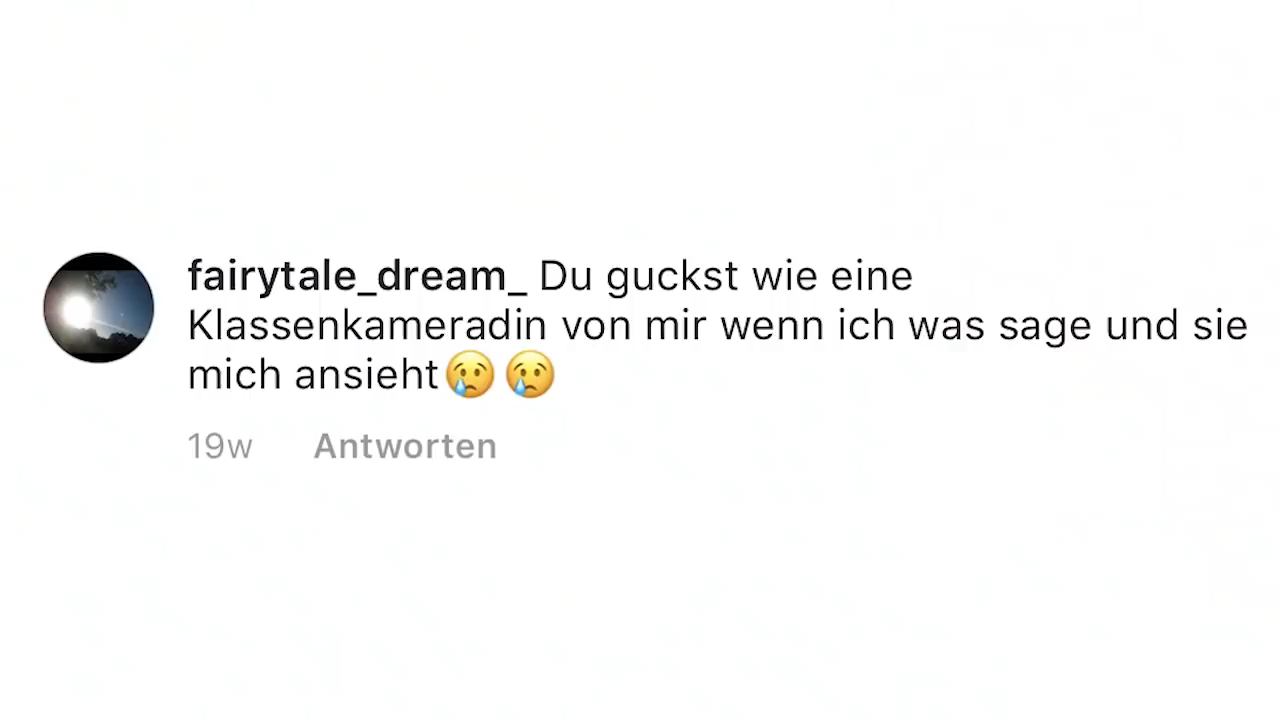 fairytale_dream_ Du guckst wie eine
Klassenkameradin von mir wenn ich was sage und sie
mich ansieht😢😢
19w Antworten